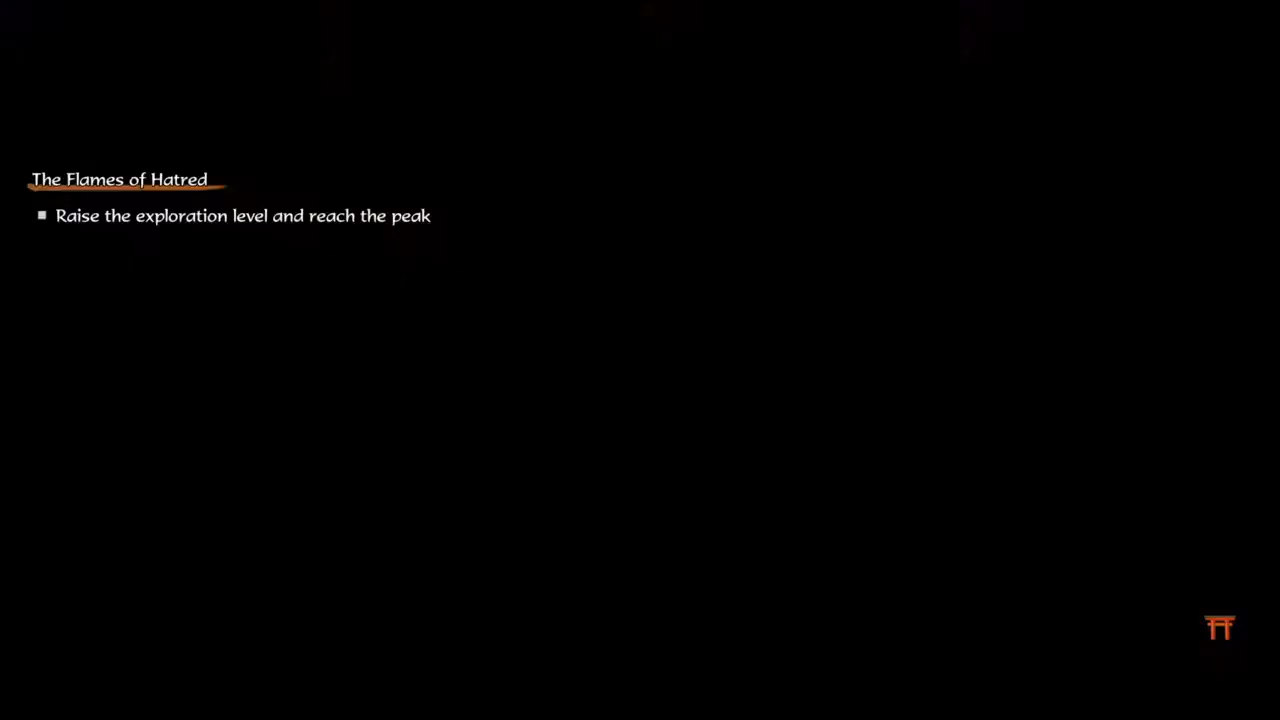 The Flames of Hatred
Raise the exploration level and reach the peak